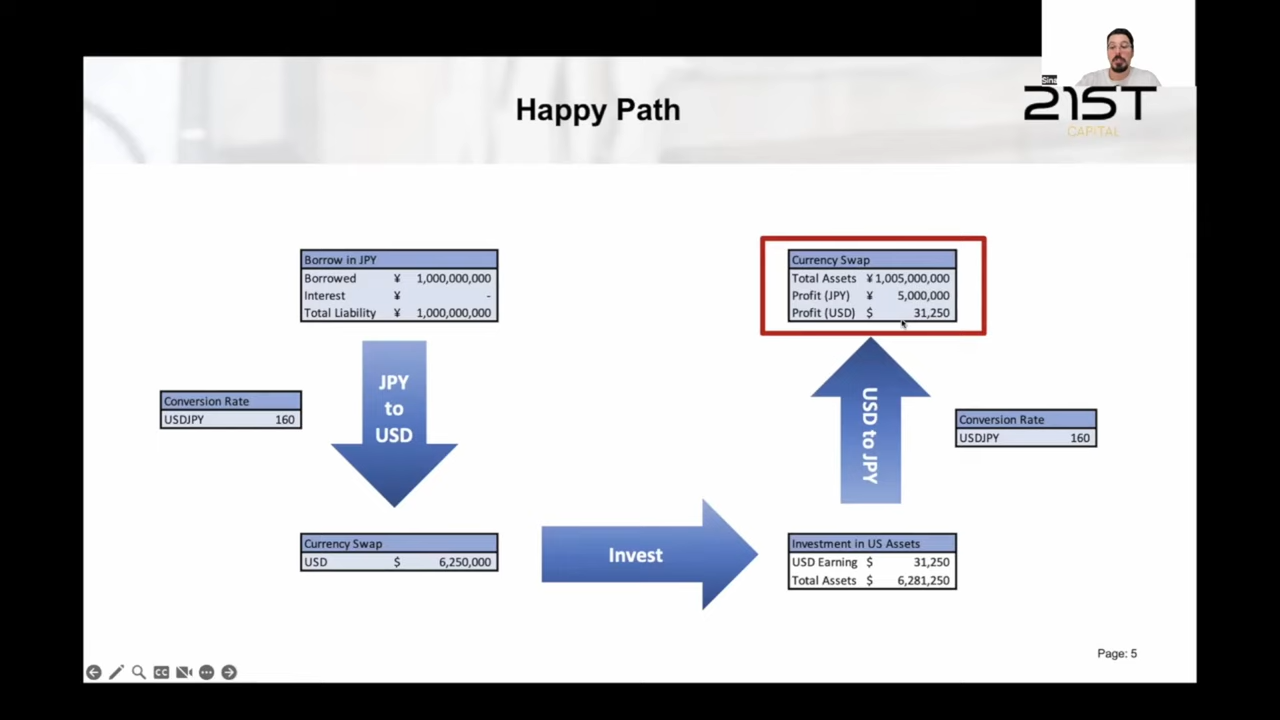 Sina
21ST
CAPITAL
Happy Path
Borrow in JPY
Borrowed ¥ 1,000,000,000
Interest ¥ -
Total Liability ¥ 1,000,000,000
JPY
to
USD
Conversion Rate
USDJPY 160
Currency Swap
USD $ 6,250,000
Invest
Investment in US Assets
USD Earning $ 31,250
Total Assets $ 6,281,250
USD to JPY
Conversion Rate
USDJPY 160
Currency Swap
Total Assets ¥ 1,005,000,000
Profit (JPY) ¥ 5,000,000
Profit (USD) $ 31,250
Page: 5
CC